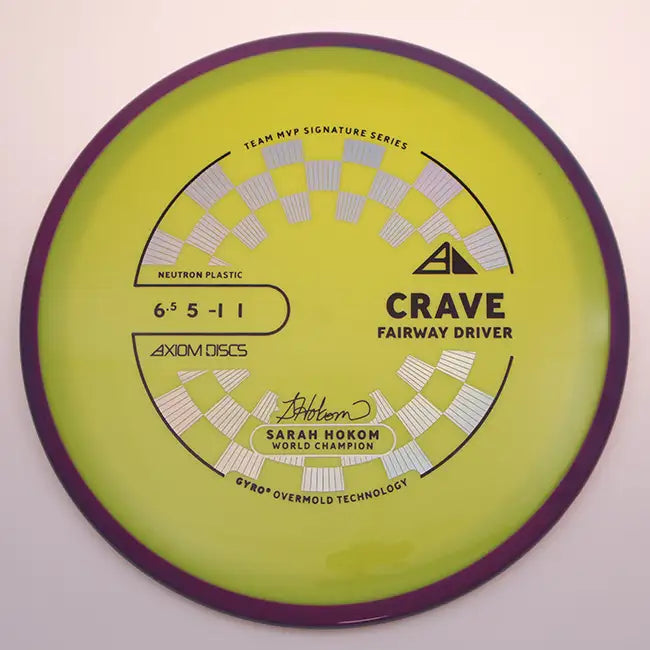 TEAM MVP SIGNATURE SERIES
NEUTRON PLASTIC
6.5 5 -1 1
AXIOM DISCS
CRAVE
FAIRWAY DRIVER
SHokom
SARAH HOKOM
WORLD CHAMPION
GYRO® OVERMOLD TECHNOLOGY